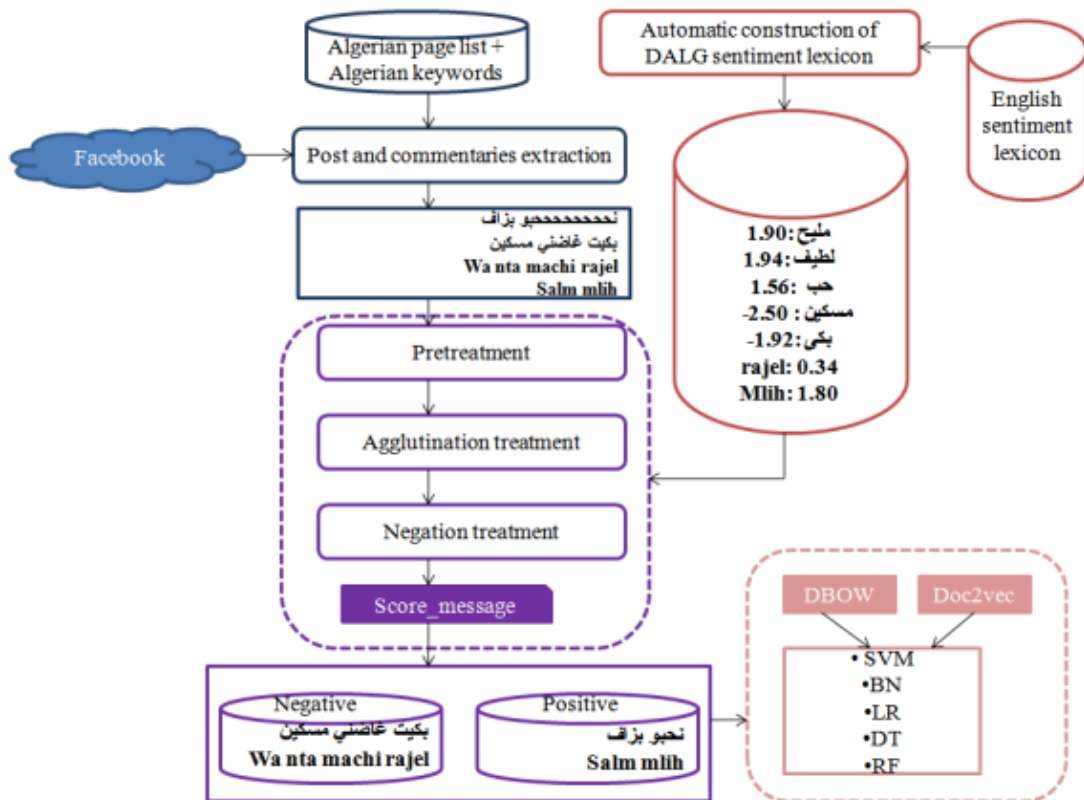 Algerian page list +
Algerian keywords
Automatic construction of
DALG sentiment lexicon
English
sentiment
lexicon
Facebook
Post and commentaries extraction
نحححححححححبو بزاف
بكيت غاضني مسكين
Wa nta machi rajel
Salm mlih
مليح: 1.90
لطيف: 1.94
حب : 1.56
مسكين : 2.50-
بكى: 1.92-
rajel: 0.34
Mlih: 1.80
Pretreatment
Agglutination treatment
Negation treatment
Score_message
Negative
بكيت غاضني مسكين
Wa nta machi rajel
Positive
نحبو بزاف
Salm mlih
DBOW
Doc2vec
• SVM
•BN
•LR
•DT
•RF